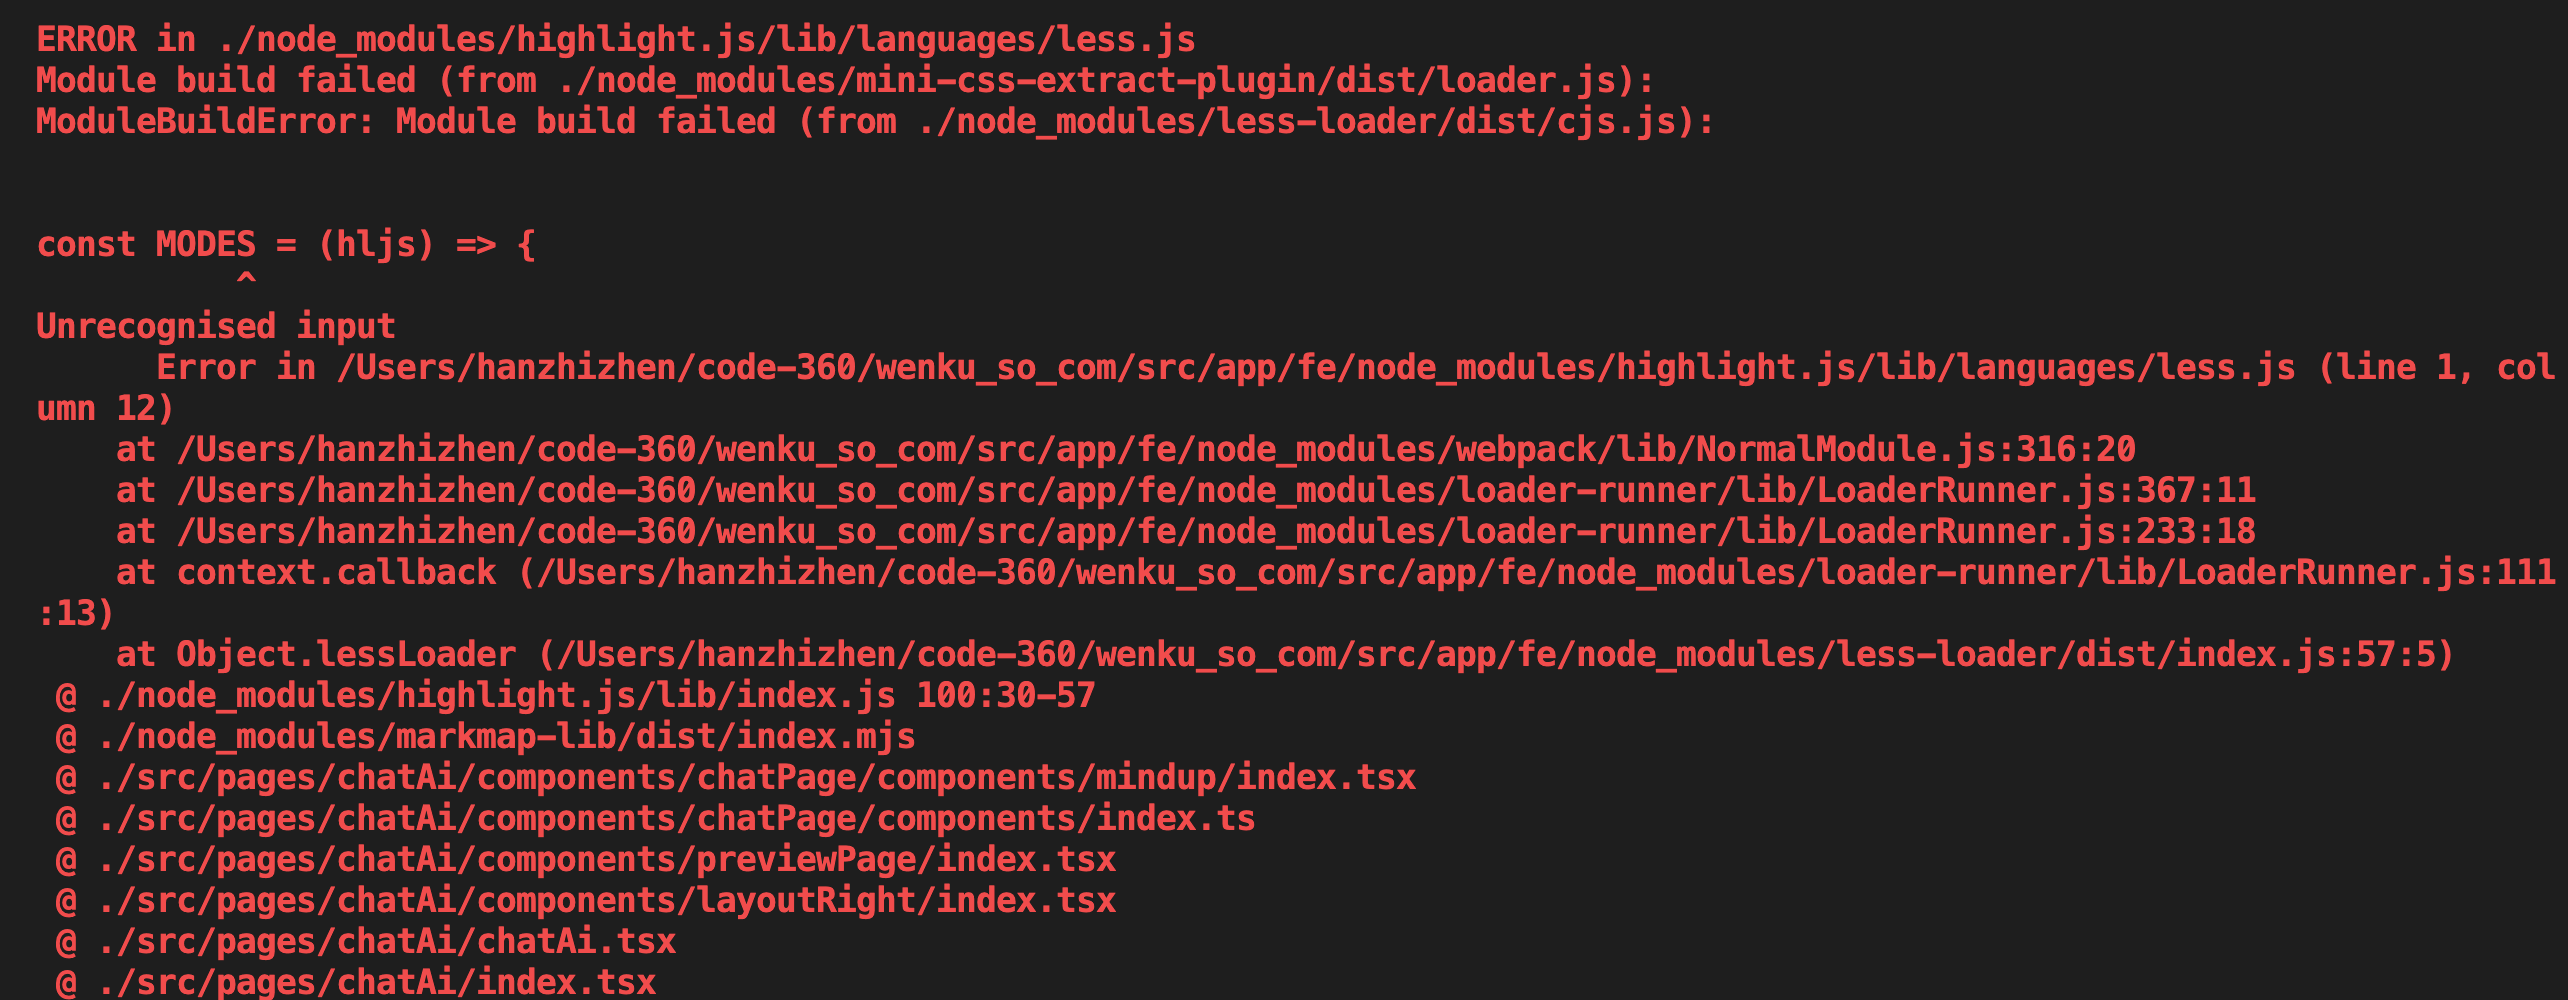 ERROR in ./node_modules/highlight.js/lib/languages/less.js
Module build failed (from ./node_modules/mini-css-extract-plugin/dist/loader.js):
ModuleBuildError: Module build failed (from ./node_modules/less-loader/dist/cjs.js):
const MODES = (hljs) => {
^
Unrecognised input
Error in /Users/hanzhizhen/code-360/wenku_so_com/src/app/fe/node_modules/highlight.js/lib/languages/less.js (line 1, col
umn 12)
at /Users/hanzhizhen/code-360/wenku_so_com/src/app/fe/node_modules/webpack/lib/NormalModule.js:316:20
at /Users/hanzhizhen/code-360/wenku_so_com/src/app/fe/node_modules/loader-runner/lib/LoaderRunner.js:367:11
at /Users/hanzhizhen/code-360/wenku_so_com/src/app/fe/node_modules/loader-runner/lib/LoaderRunner.js:233:18
at context.callback (/Users/hanzhizhen/code-360/wenku_so_com/src/app/fe/node_modules/loader-runner/lib/LoaderRunner.js:111
:13)
at Object.lessLoader (/Users/hanzhizhen/code-360/wenku_so_com/src/app/fe/node_modules/less-loader/dist/index.js:57:5)
@ ./node_modules/highlight.js/lib/index.js 100:30-57
@ ./node_modules/markmap-lib/dist/index.mjs
@ ./src/pages/chatAi/components/chatPage/components/mindup/index.tsx
@ ./src/pages/chatAi/components/chatPage/components/index.ts
@ ./src/pages/chatAi/components/previewPage/index.tsx
@ ./src/pages/chatAi/components/layoutRight/index.tsx
@ ./src/pages/chatAi/chatAi.tsx
@ ./src/pages/chatAi/index.tsx